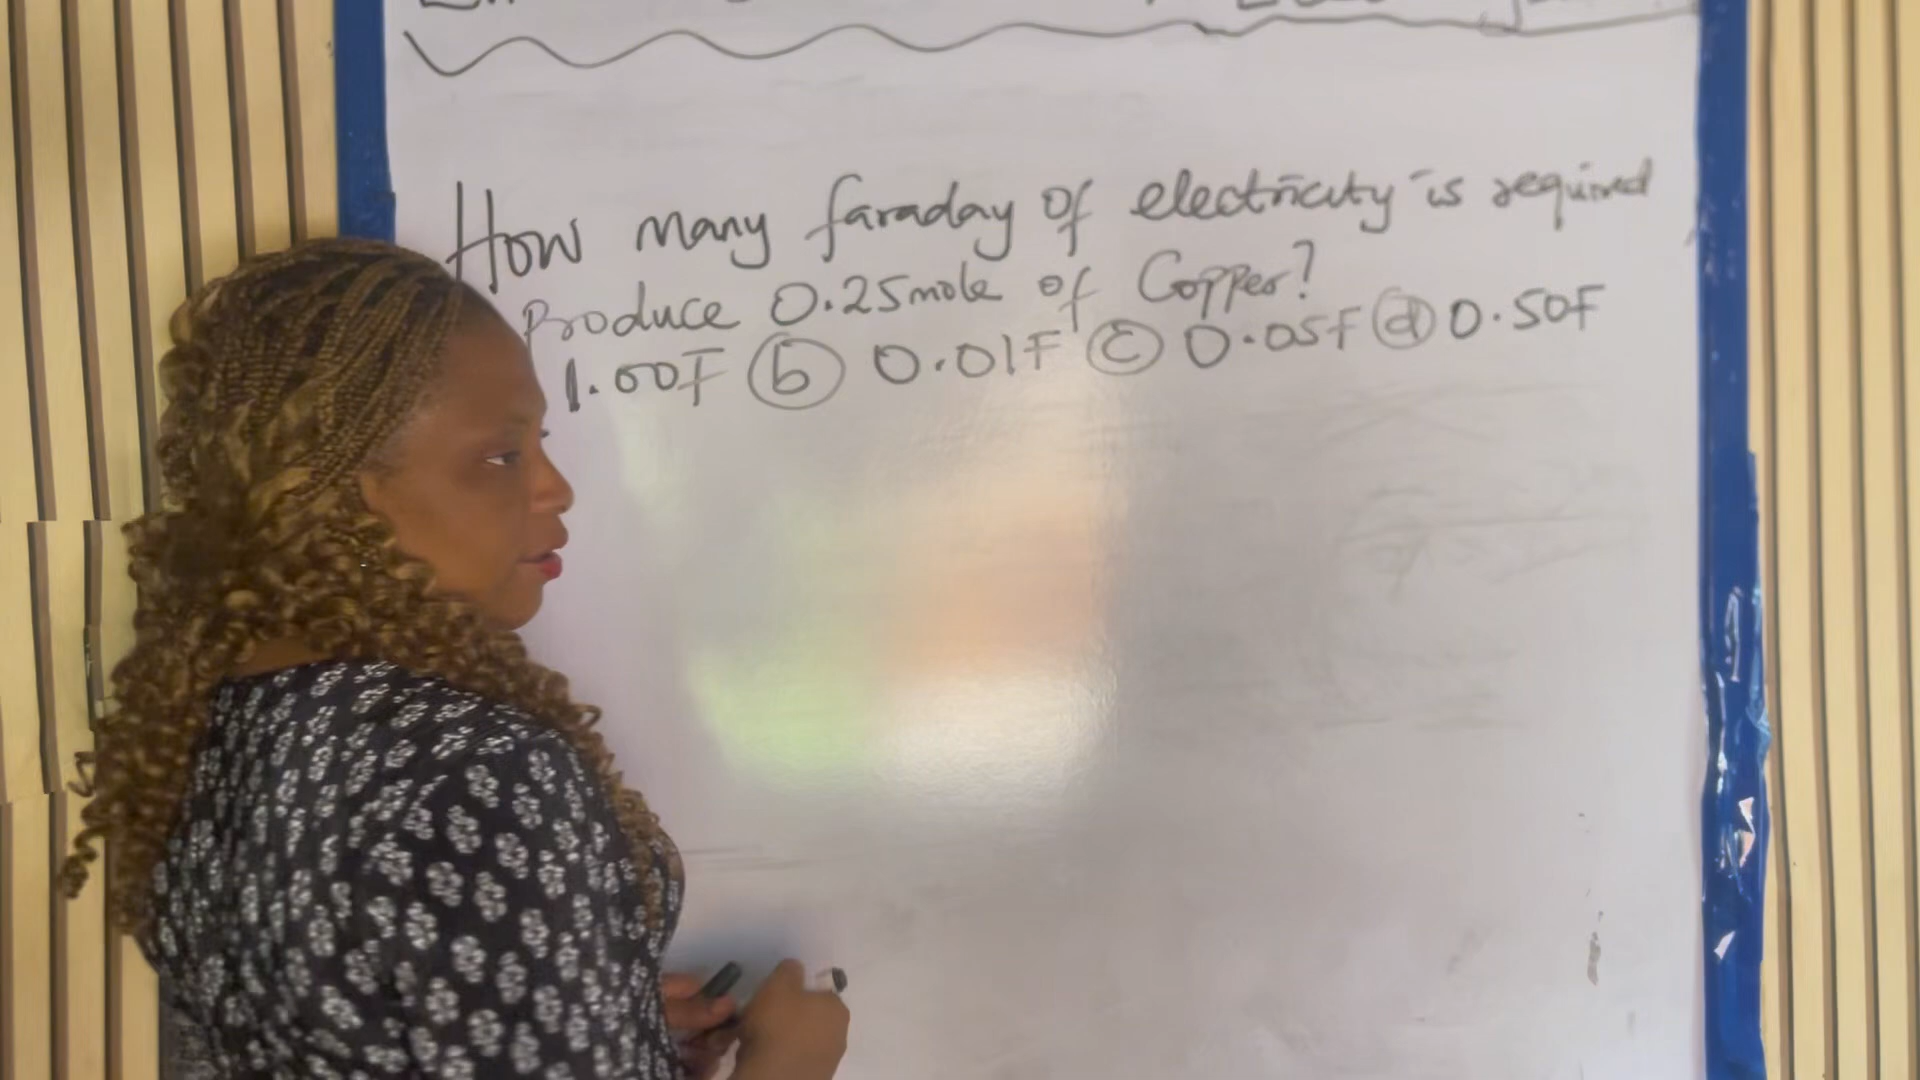 How many faraday of electricity is required
Produce 0.25mole of Copper?
1.00F (b) 0.01F (c) 0.05F (d) 0.50F